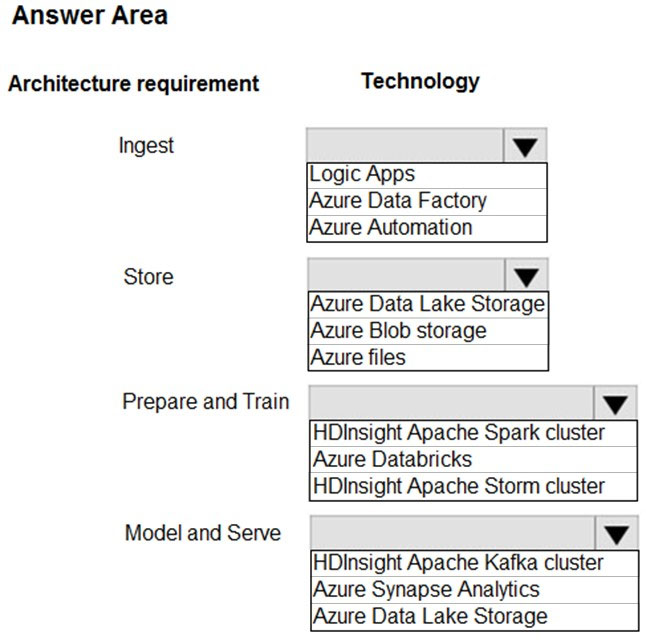 Answer Area
Architecture requirement Technology
Ingest
Logic Apps
Azure Data Factory
Azure Automation
Store
Azure Data Lake Storage
Azure Blob storage
Azure files
Prepare and Train
HDInsight Apache Spark cluster
Azure Databricks
HDInsight Apache Storm cluster
Model and Serve
HDInsight Apache Kafka cluster
Azure Synapse Analytics
Azure Data Lake Storage